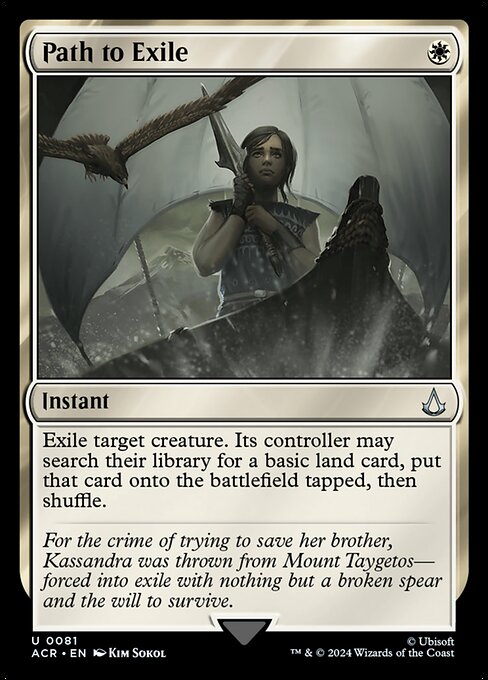 Path to Exile
Instant
Exile target creature. Its controller may
search their library for a basic land card, put
that card onto the battlefield tapped, then
shuffle.
For the crime of trying to save her brother,
Kassandra was thrown from Mount Taygetos—
forced into exile with nothing but a broken spear
and the will to survive.
U 0081
ACR • EN Kim Sokol
© Ubisoft
™ & © 2024 Wizards of the Coast